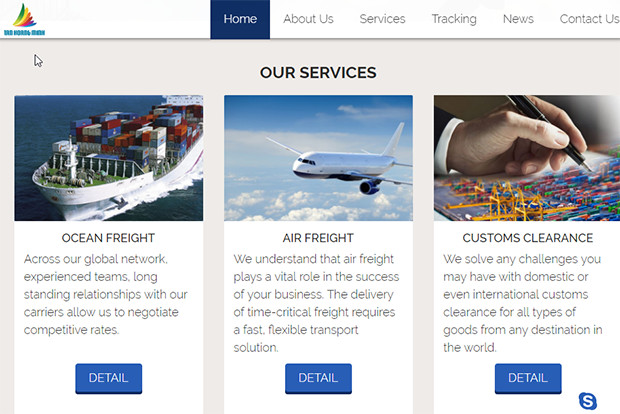 TAN HOANG MINH
Home
About Us
Services
Tracking
News
Contact Us
OUR SERVICES
OCEAN FREIGHT
Across our global network,
experienced teams, long
standing relationships with our
carriers allow us to negotiate
competitive rates.
DETAIL
AIR FREIGHT
We understand that air freight
plays a vital role in the success
of your business. The delivery
of time-critical freight requires
a fast, flexible transport
solution.
DETAIL
CUSTOMS CLEARANCE
We solve any challenges you
may have with domestic or
even international customs
clearance for all types of
goods from any destination in
the world.
DETAIL
S